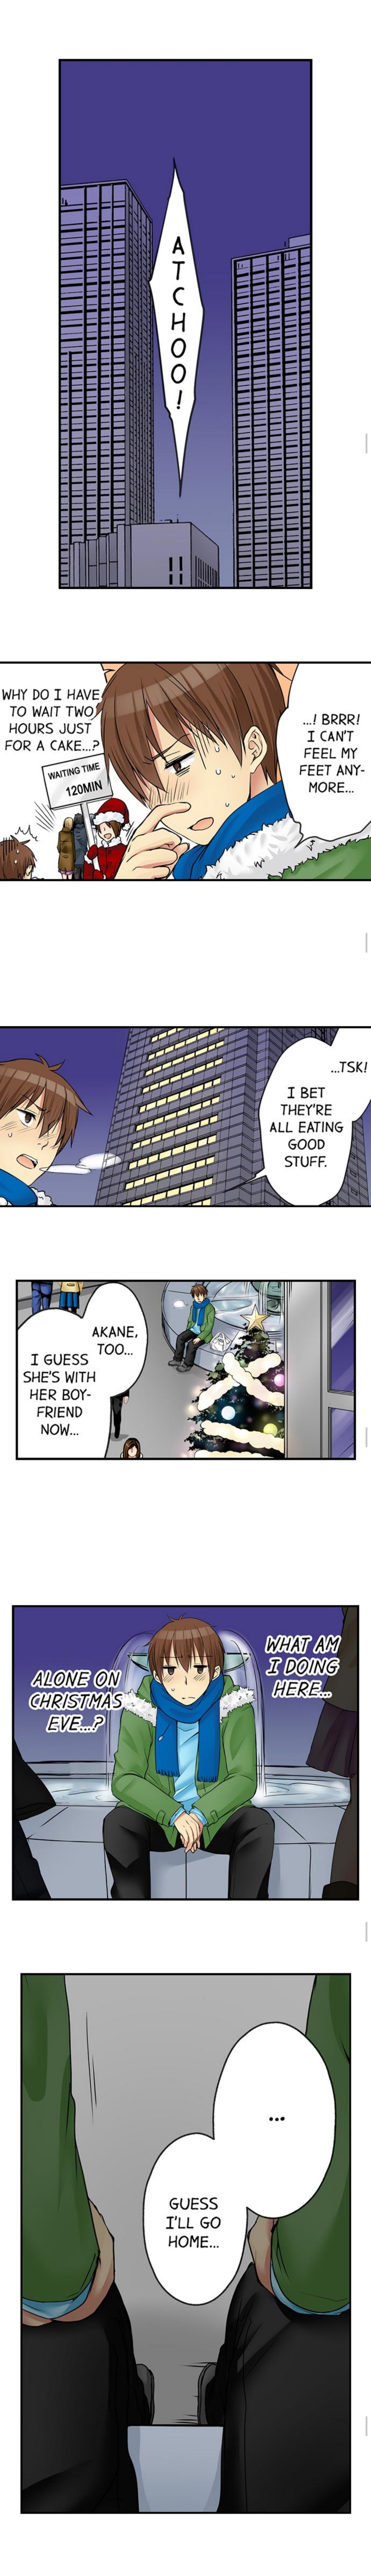 ATCHOO!
...! BRRR!
I CAN'T
FEEL MY
FEET ANY-
MORE...
WHY DO I HAVE
TO WAIT TWO
HOURS JUST
FOR A CAKE...?
WAITING TIME
120MIN
...TSK!
I BET
THEY'RE
ALL EATING
GOOD
STUFF.
AKANE,
TOO...
I GUESS
SHE'S WITH
HER BOY-
FRIEND
NOW...
WHAT AM
I DOING
HERE...
ALONE ON
CHRISTMAS
EVE...?
...
GUESS
I'LL GO
HOME...